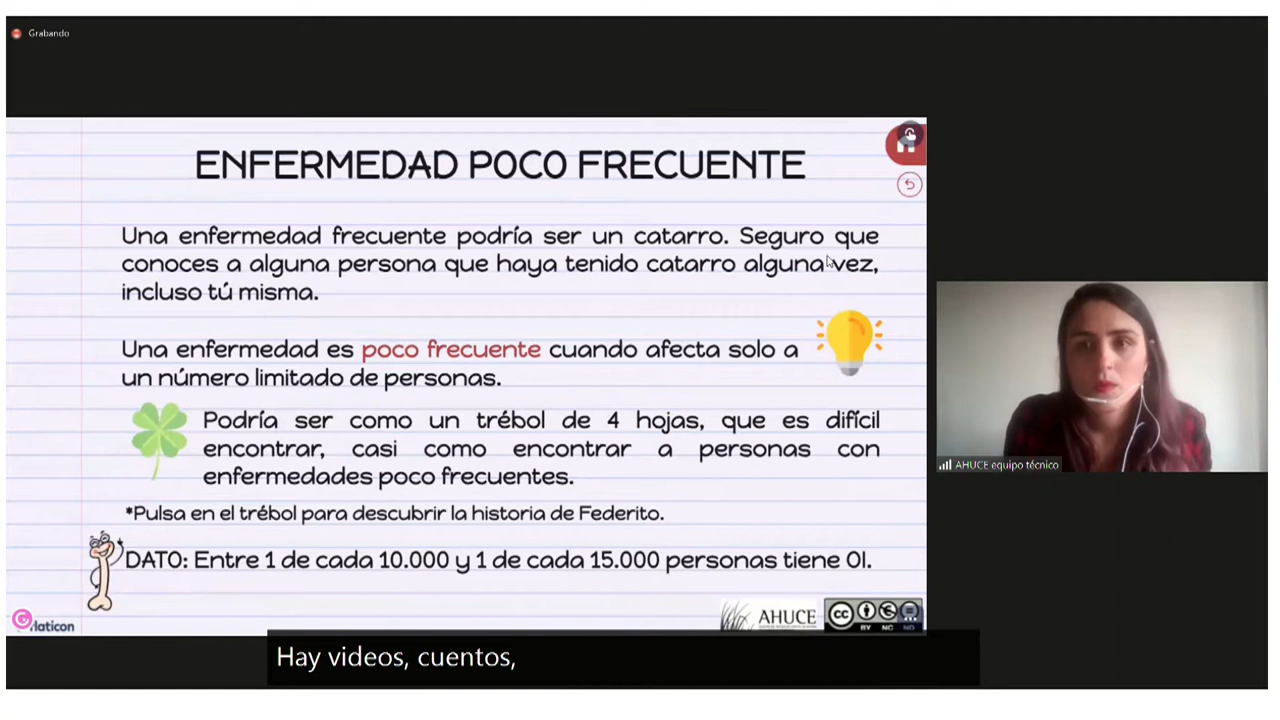 Grabando
ENFERMEDAD POCO FRECUENTE
Una enfermedad frecuente podría ser un catarro. Seguro que
conoces a alguna persona que haya tenido catarro alguna vez,
incluso tú misma.
Una enfermedad es poco frecuente cuando afecta solo a
un número limitado de personas.
Podría ser como un trébol de 4 hojas, que es difícil
encontrar, casi como encontrar a personas con
enfermedades poco frecuentes.
*Pulsa en el trébol para descubrir la historia de Federito.
DATO: Entre 1 de cada 10.000 y 1 de cada 15.000 personas tiene OI.
AHUCE equipo técnico
AHUCE
cc
BY NC ND
Hay videos, cuentos,